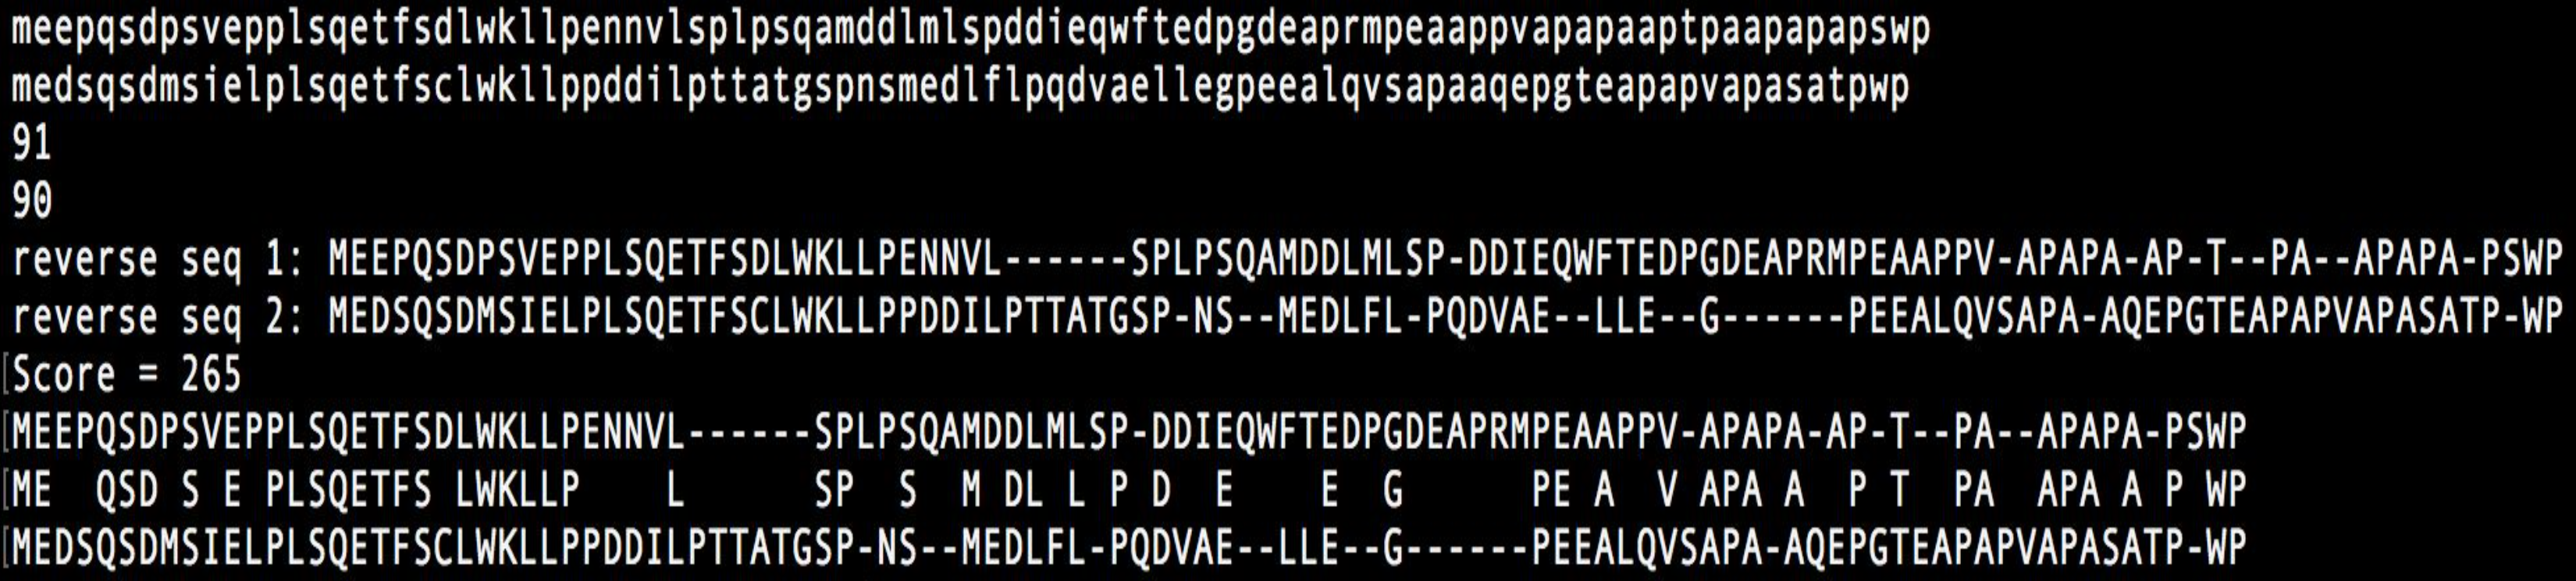 meepqsdpsvepplsqetfsdlwkllpennvlsplpsqamddlmlspddieqwftedpgdeaprmpeaappvapapaaptpaapapapswp
medsqsdmsielplsqetfsclwkllppddilpttatgspnsmedlflpqdvaellegpeealqvsapaaqepgteapapvapasatpwp
91
90
reverse seq 1: MEEPQSDPSVEPPLSQETFSDLWKLLPENNVL------SPLPSQAMDDLMLSP-DDIEQWFTEDPGDEAPRMPEAAPPV-APAPA-AP-T--PA--APAPA-PSWP
reverse seq 2: MEDSQSDMSIELPLSQETFSCLWKLLPPDDILPTTATGSP-NS--MEDLFL-PQDVAE--LLE--G------PEEALQVSAPA-AQEPGTEAPAPVAPASATP-WP
[Score = 265
[MEEPQSDPSVEPPLSQETFSDLWKLLPENNVL------SPLPSQAMDDLMLSP-DDIEQWFTEDPGDEAPRMPEAAPPV-APAPA-AP-T--PA--APAPA-PSWP
[ME  QSD S E PLSQETFS LWKLLP    L      SP  S  M DL L P D  E    E  G      PE A  V APA A  P T  PA  APA A P WP
[MEDSQSDMSIELPLSQETFSCLWKLLPPDDILPTTATGSP-NS--MEDLFL-PQDVAE--LLE--G------PEEALQVSAPA-AQEPGTEAPAPVAPASATP-WP